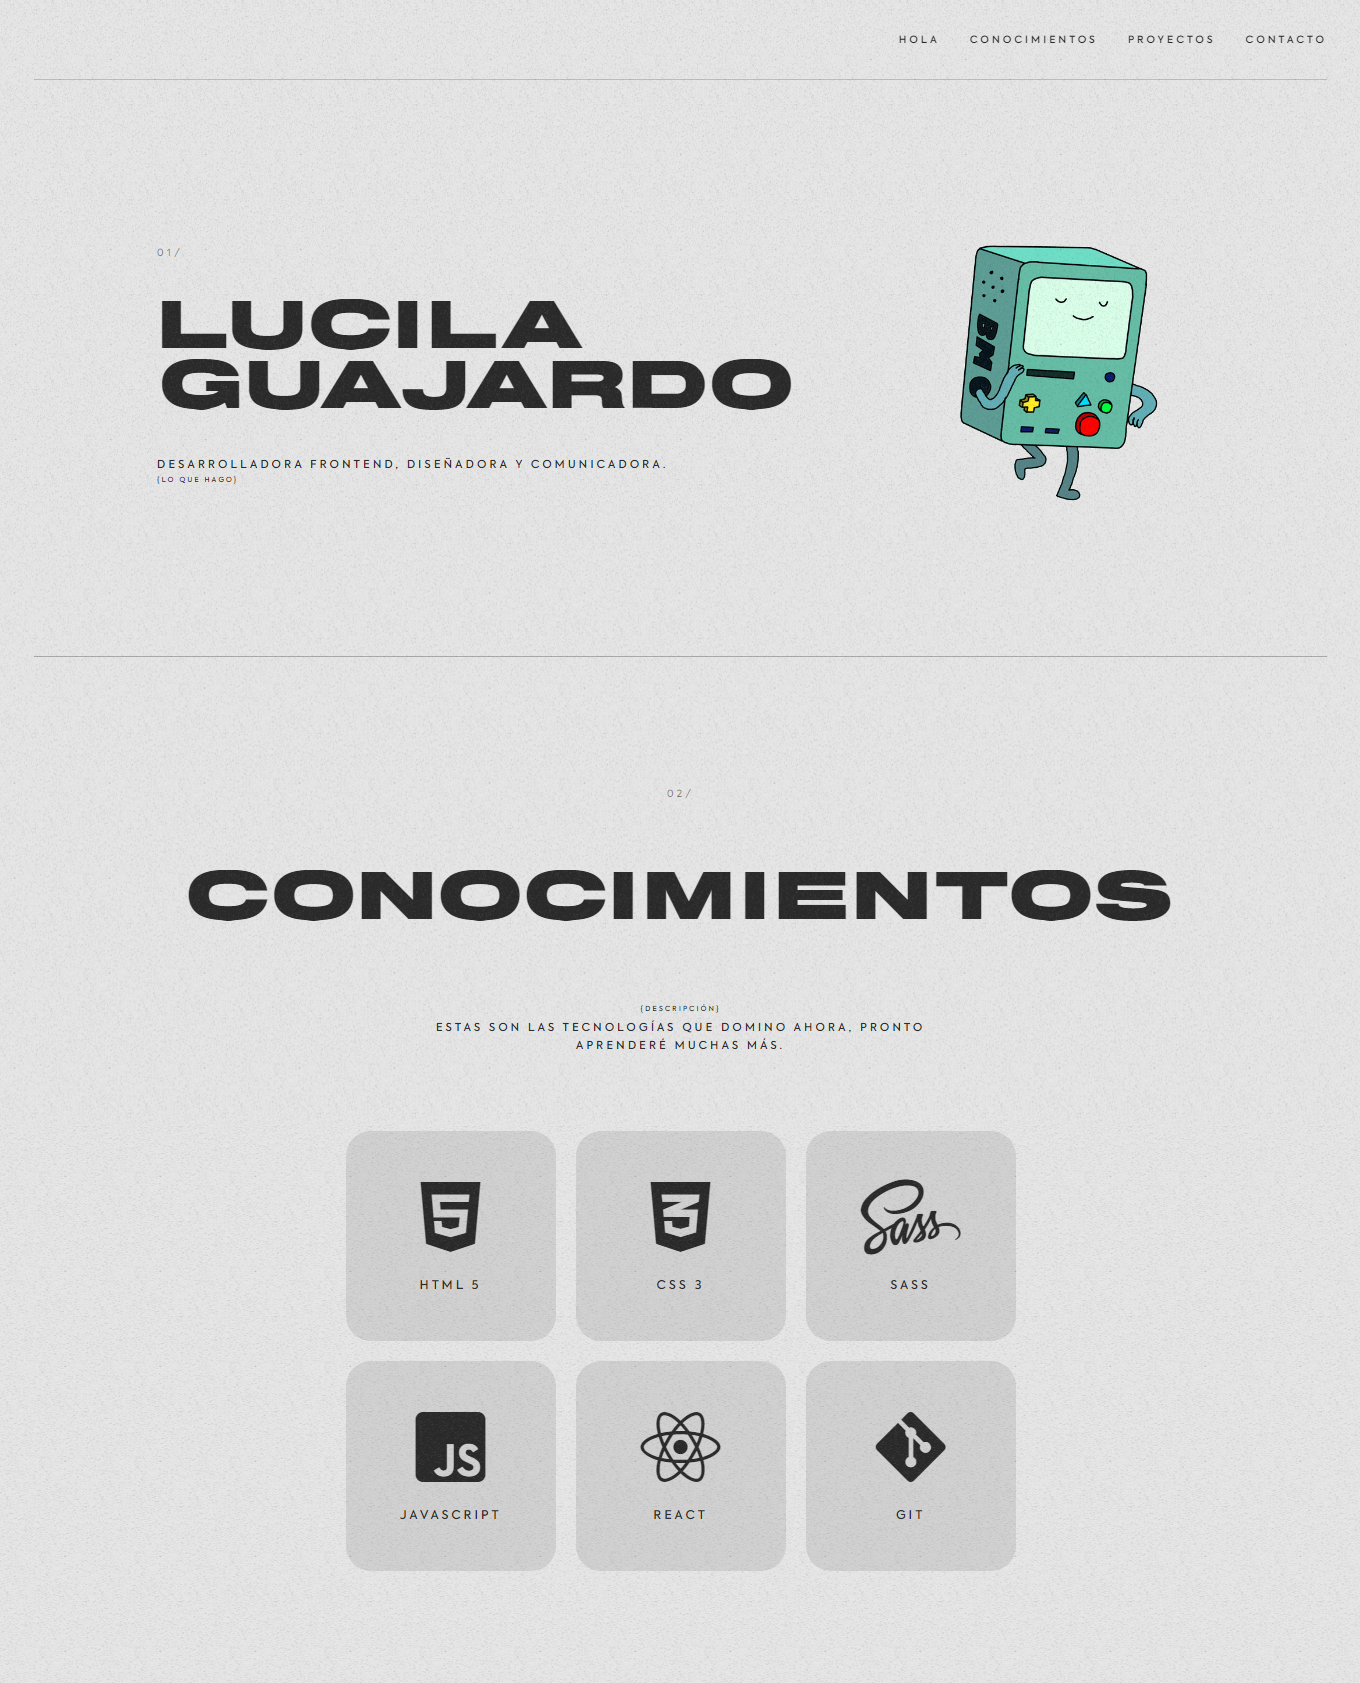 HOLA CONOCIMIENTOS PROYECTOS CONTACTO
01/
LUCILA
GUAJARDO
DESARROLLADORA FRONTEND, DISEÑADORA Y COMUNICADORA.
(LO QUE HAGO)
BMO
02/
CONOCIMIENTOS
(DESCRIPCIÓN)
ESTAS SON LAS TECNOLOGÍAS QUE DOMINO AHORA, PRONTO
APRENDERÉ MUCHAS MÁS.
5 3 Sass
HTML 5 CSS 3 SASS
JS
JAVASCRIPT REACT GIT